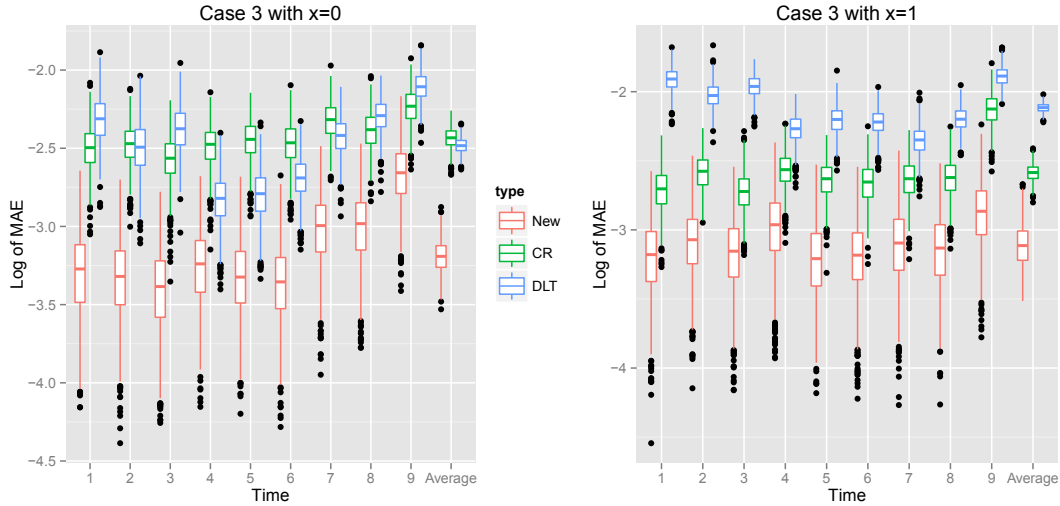 Case 3 with x=0
Log of MAE
−2.0
−2.5
−3.0
−3.5
−4.0
−4.5
1 2 3 4 5 6 7 8 9 Average
Time
type
New
CR
DLT
Case 3 with x=1
Log of MAE
−2
−3
−4
1 2 3 4 5 6 7 8 9 Average
Time